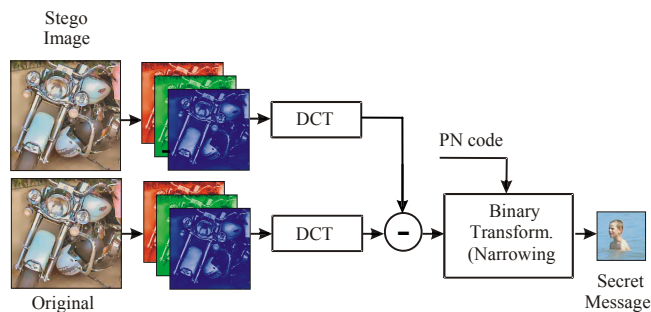 Stego
Image
DCT
PN code
DCT
-
Binary
Transform.
(Narrowing
Original
Secret
Message